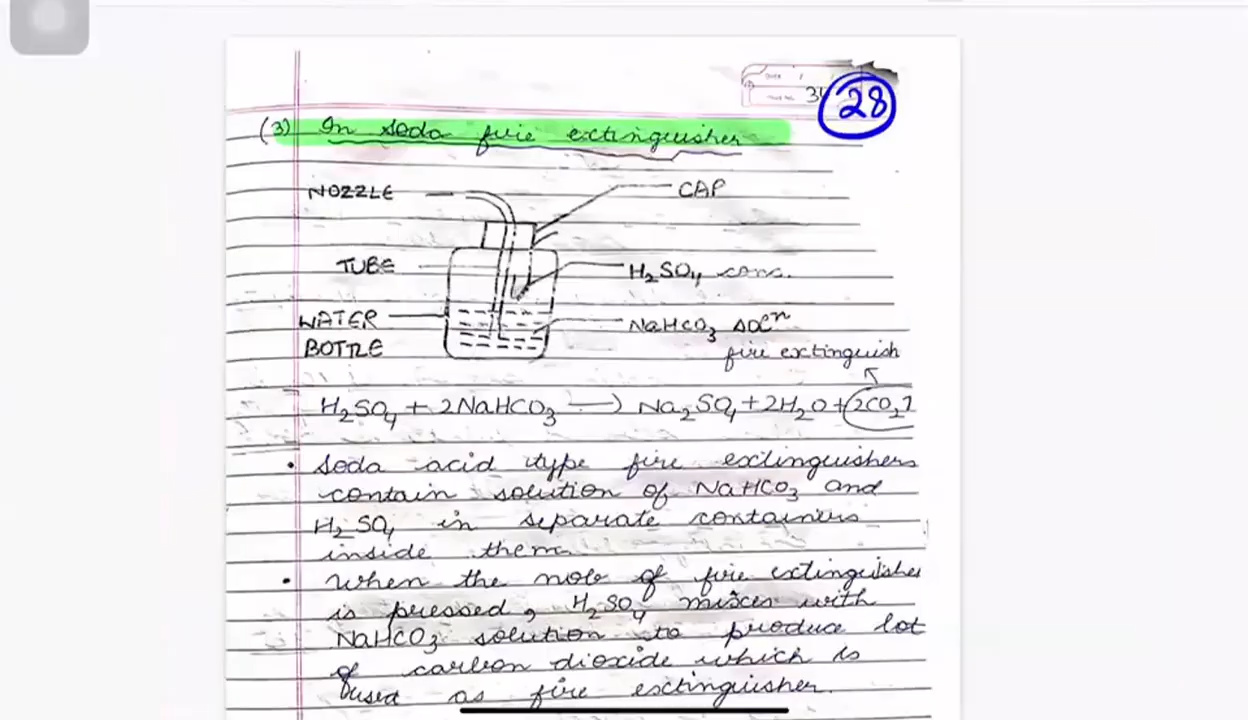 28
(3) In soda fire extinguisher
NOZZLE
CAP
TUBE
H₂SO₄ conc.
WATER
BOTTLE
NaHCO₃ solⁿ
fire extinguish
H₂SO₄ + 2NaHCO₃ → Na₂SO₄ + 2H₂O + 2CO₂↑
• Soda acid type fire extinguishers
contain solution of NaHCO₃ and
H₂SO₄ in separate containers
inside them
• When the nob of fire extinguisher
is pressed, H₂SO₄ mixes with
NaHCO₃ solution to produce lot
of carbon dioxide which is
used as fire extinguisher.